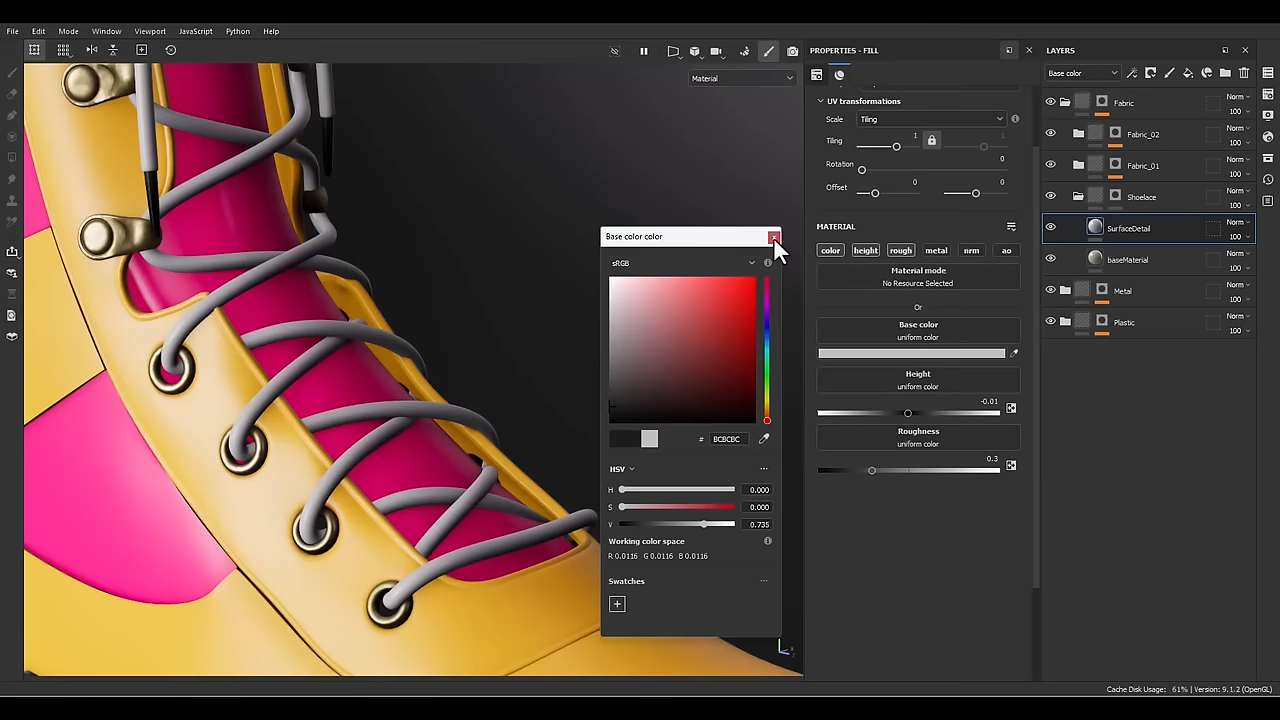 File Edit Mode Window Viewport JavaScript Python Help
Material
PROPERTIES - FILL
UV transformations
Scale Tiling
Tiling 1
Rotation 0
Offset 0 0
MATERIAL
color height rough metal nrm ao
Material mode
No Resource Selected
Or
Base color
uniform color
Height
uniform color
-0.01
Roughness
uniform color
0.3
Base color color
sRGB
# BCBCBC
HSV
H 0.000
S 0.000
V 0.735
Working color space
R 0.0116 G 0.0116 B 0.0116
Swatches
LAYERS
Base color
Fabric Norm 100
Fabric_02 Norm 100
Fabric_01 Norm 100
Shoelace Norm 100
SurfaceDetail Norm 100
baseMaterial Norm 100
Metal Norm 100
Plastic Norm 100
Cache Disk Usage: 61% | Version: 9.1.2 (OpenGL)